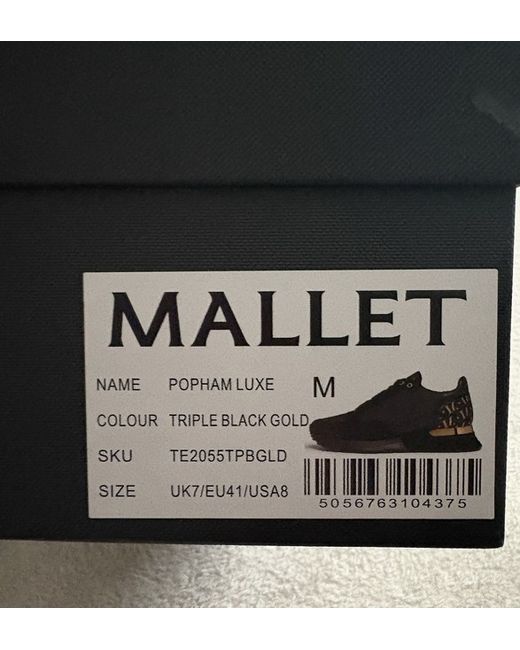 MALLET
NAME POPHAM LUXE M
COLOUR TRIPLE BLACK GOLD
SKU TE2055TPBGLD
SIZE UK7/EU41/USA8
5056763104375